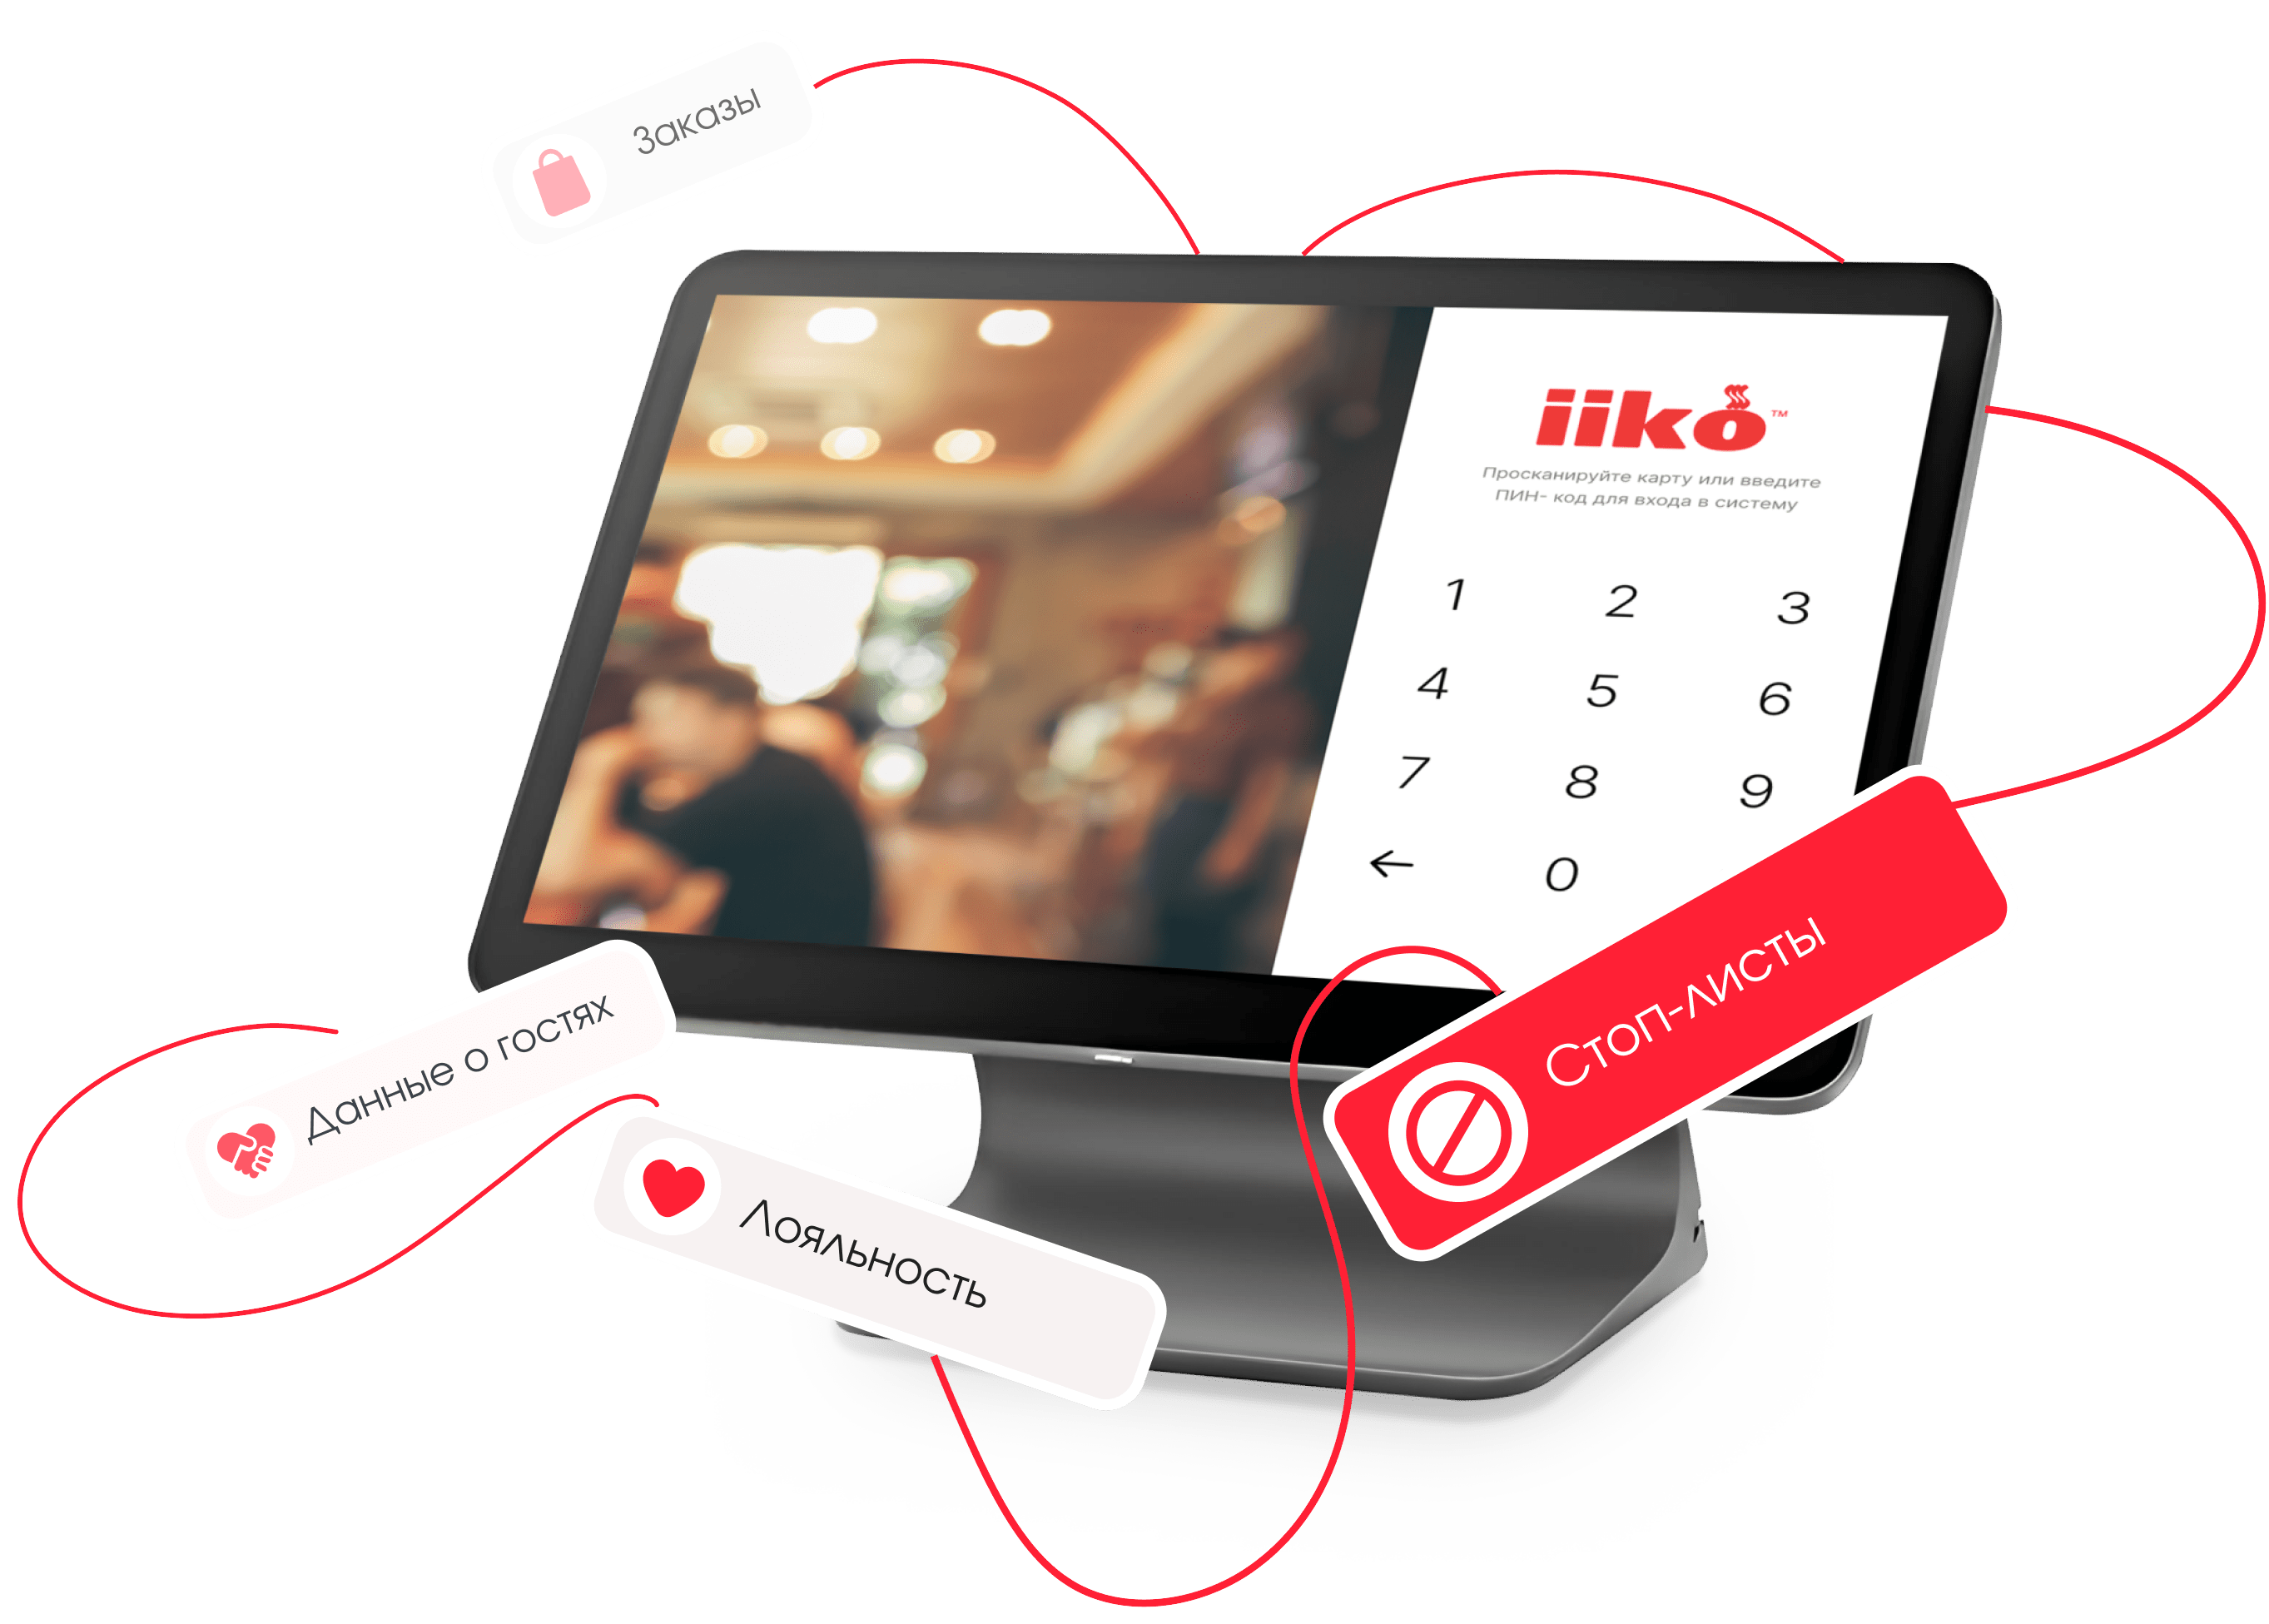 Заказы
iiko™
Просканируйте карту или введите
ПИН- код для входа в систему
1 2 3
4 5 6
7 8 9
← 0
Стоп-листы
Данные о гостях
Лояльность